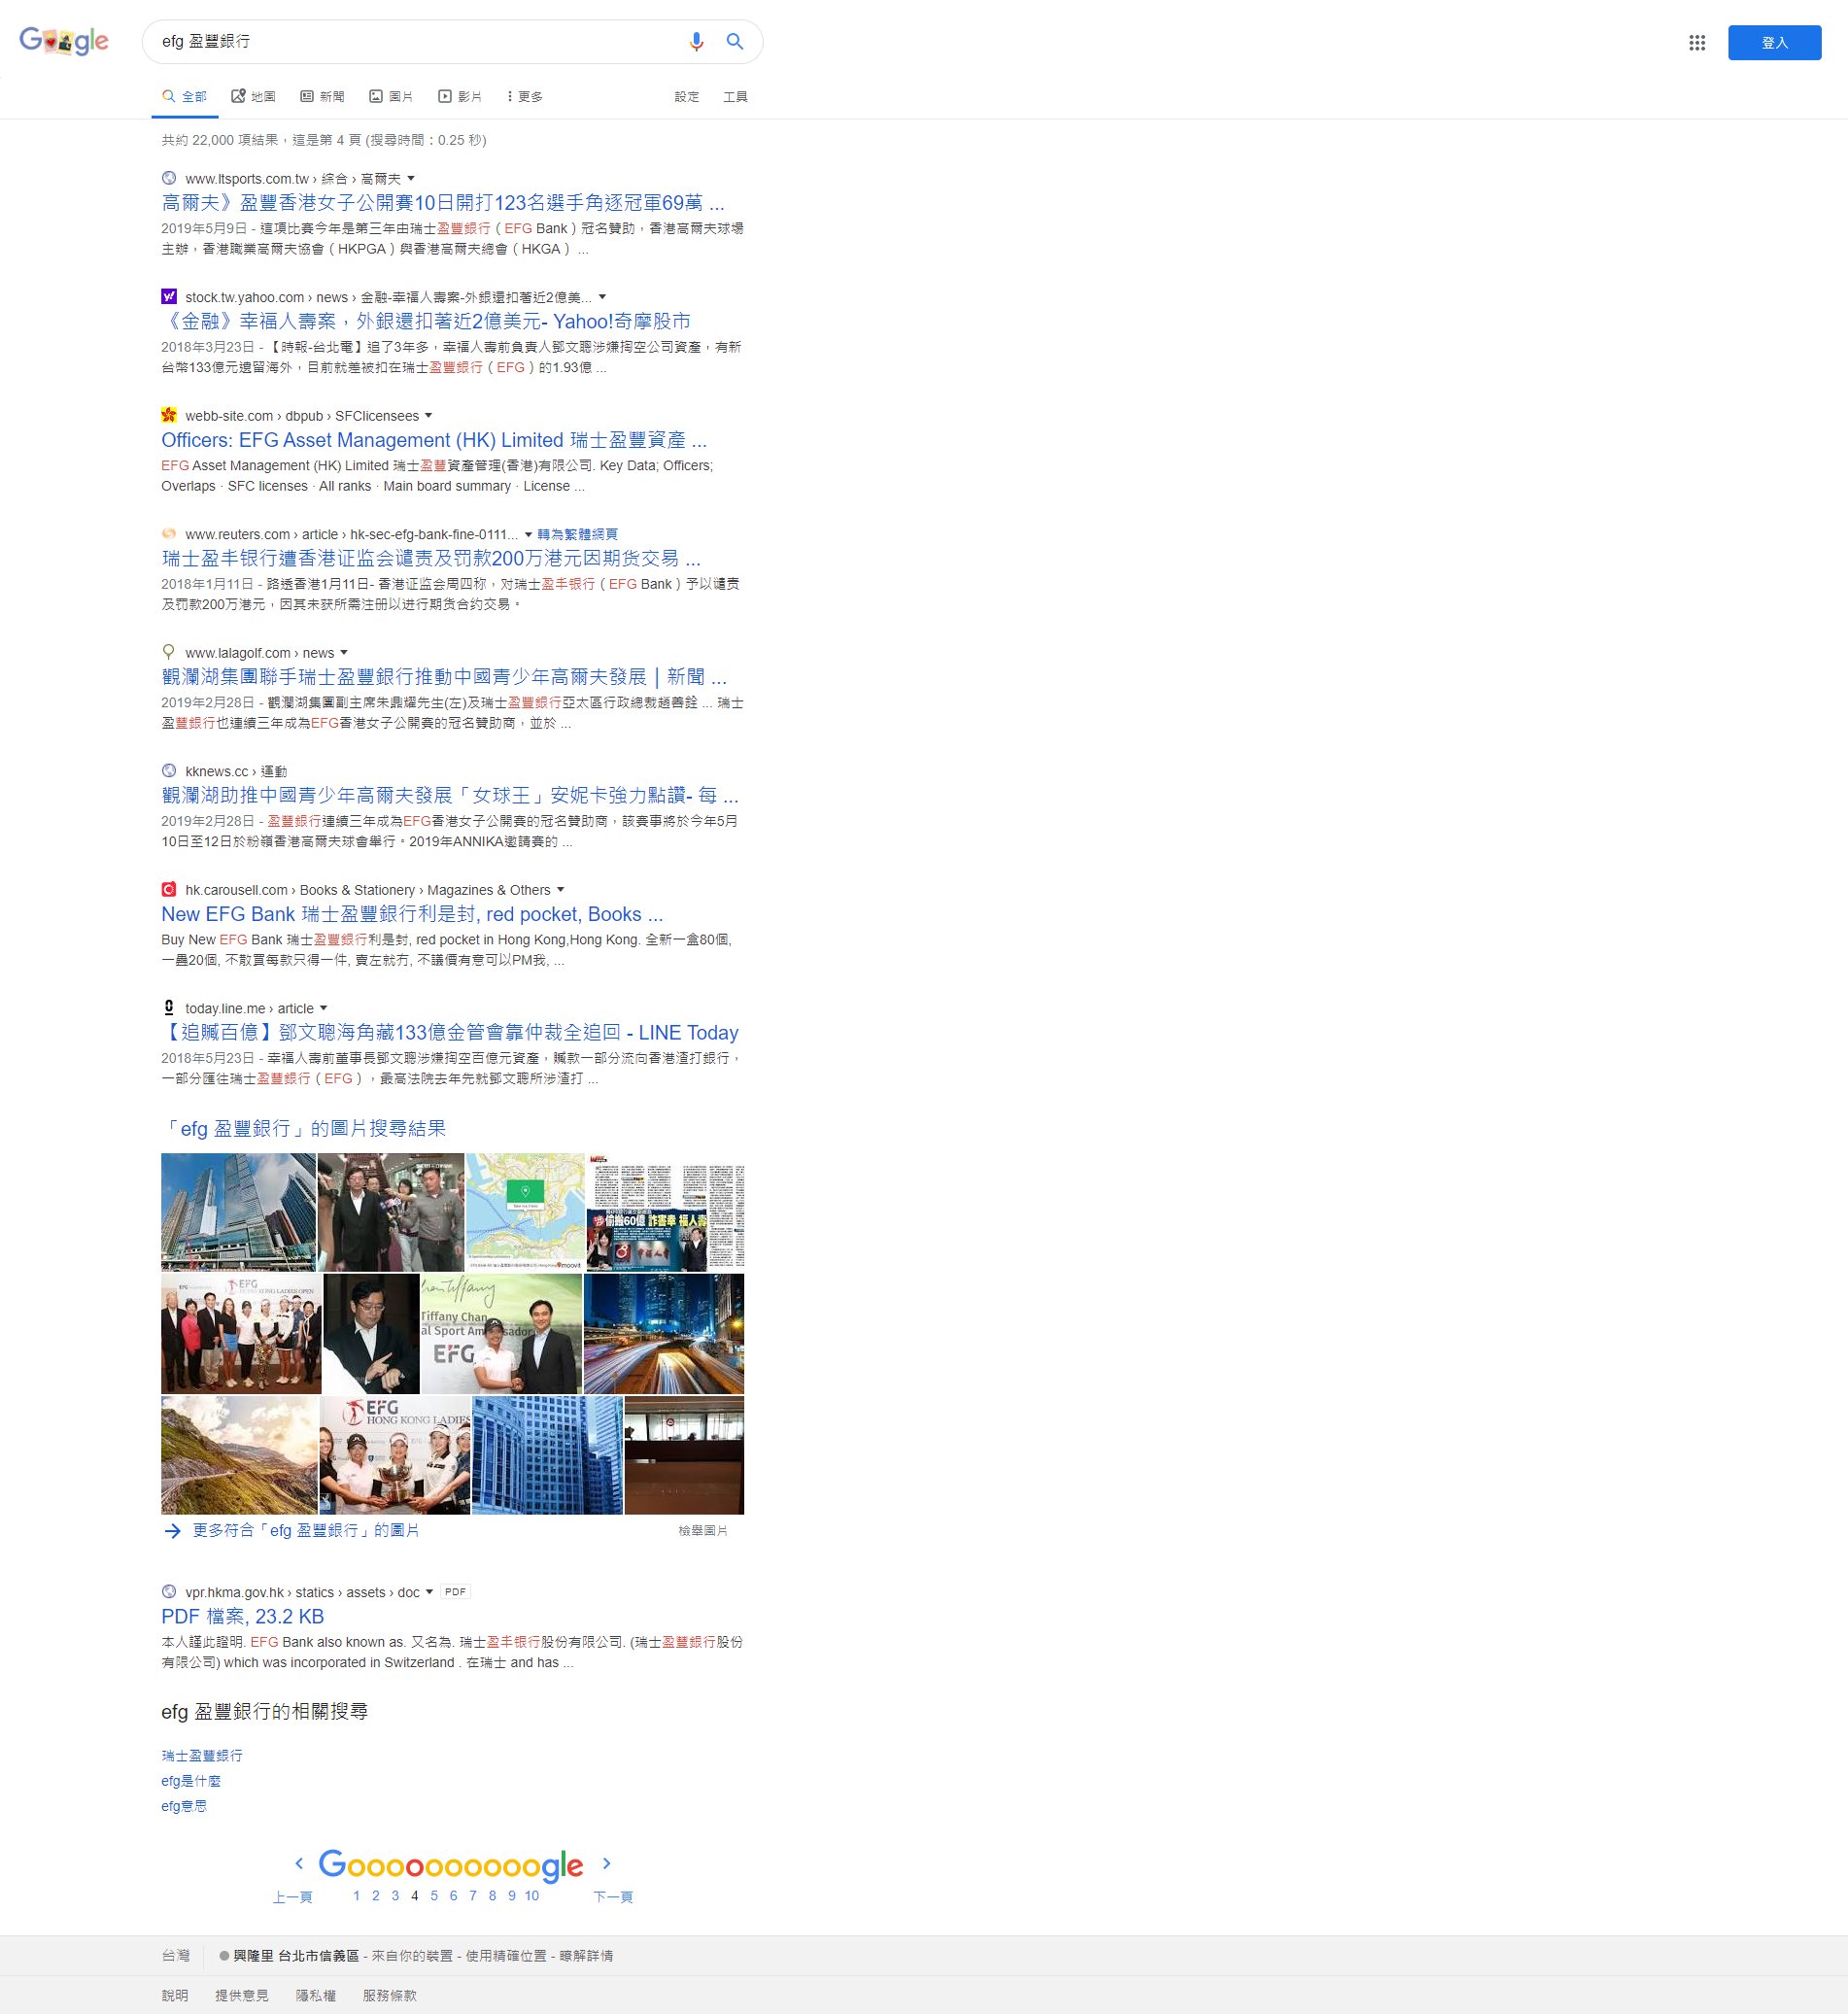 Google
efg 盈豐銀行
登入
全部 地圖 新聞 圖片 影片 更多 設定 工具
共約 22,000 項結果，這是第 4 頁 (搜尋時間：0.25 秒)
www.ltsports.com.tw › 綜合 › 高爾夫
高爾夫》盈豐香港女子公開賽10日開打123名選手角逐冠軍69萬 ...
2019年5月9日 - 這項比賽今年是第三年由瑞士盈豐銀行（EFG Bank）冠名贊助，香港高爾夫球場
主辦，香港職業高爾夫協會（HKPGA）與香港高爾夫總會（HKGA） ...
stock.tw.yahoo.com › news › 金融-幸福人壽案-外銀還扣著近2億美...
《金融》幸福人壽案，外銀還扣著近2億美元- Yahoo!奇摩股市
2018年3月23日 - 【時報-台北電】追了3年多，幸福人壽前負責人鄧文聰涉嫌掏空公司資產，有新
台幣133億元遺留海外，目前就差被扣在瑞士盈豐銀行（EFG）的1.93億 ...
webb-site.com › dbpub › SFClicensees
Officers: EFG Asset Management (HK) Limited 瑞士盈豐資產 ...
EFG Asset Management (HK) Limited 瑞士盈豐資產管理(香港)有限公司. Key Data; Officers;
Overlaps · SFC licenses · All ranks · Main board summary · License ...
www.reuters.com › article › hk-sec-efg-bank-fine-0111... 轉為繁體網頁
瑞士盈丰银行遭香港证监会谴责及罚款200万港元因期货交易 ...
2018年1月11日 - 路透香港1月11日- 香港证监会周四称，对瑞士盈丰银行（EFG Bank）予以谴责
及罚款200万港元，因其未获所需注册以进行期货合约交易。
www.lalagolf.com › news
觀瀾湖集團聯手瑞士盈豐銀行推動中國青少年高爾夫發展｜新聞 ...
2019年2月28日 - 觀瀾湖集團副主席朱鼎耀先生(左)及瑞士盈豐銀行亞太區行政總裁趙善銓 ... 瑞士
盈豐銀行也連續三年成為EFG香港女子公開賽的冠名贊助商，並於 ...
kknews.cc › 運動
觀瀾湖助推中國青少年高爾夫發展「女球王」安妮卡強力點讚- 每 ...
2019年2月28日 - 盈豐銀行連續三年成為EFG香港女子公開賽的冠名贊助商，該賽事將於今年5月
10日至12日於粉嶺香港高爾夫球會舉行。2019年ANNIKA邀請賽的 ...
hk.carousell.com › Books & Stationery › Magazines & Others
New EFG Bank 瑞士盈豐銀行利是封, red pocket, Books ...
Buy New EFG Bank 瑞士盈豐銀行利是封, red pocket in Hong Kong,Hong Kong. 全新一盒80個,
一疊20個, 不散買每款只得一件, 賣左就冇, 不議價有意可以PM我, ...
today.line.me › article
【追贓百億】鄧文聰海角藏133億金管會靠仲裁全追回 - LINE Today
2018年5月23日 - 幸福人壽前董事長鄧文聰涉嫌掏空百億元資產，贓款一部分流向香港渣打銀行，
一部分匯往瑞士盈豐銀行（EFG），最高法院去年先就鄧文聰所涉渣打 ...
「efg 盈豐銀行」的圖片搜尋結果
moovit
偷搬60億 詐害幸福人壽
EFG
EFG
HONG KONG LADIES OPEN
Tiffany Chan
al Sport Ambassador
EFG
EFG
HONG KONG LADIES
更多符合「efg 盈豐銀行」的圖片
檢舉圖片
vpr.hkma.gov.hk › statics › assets › doc PDF
PDF 檔案, 23.2 KB
本人謹此證明. EFG Bank also known as. 又名為. 瑞士盈丰银行股份有限公司. (瑞士盈豐銀行股份
有限公司) which was incorporated in Switzerland . 在瑞士 and has ...
efg 盈豐銀行的相關搜尋
瑞士盈豐銀行
efg是什麼
efg意思
Goooooooooogle
上一頁 1 2 3 4 5 6 7 8 9 10 下一頁
台灣 興隆里 台北市信義區 - 來自你的裝置 - 使用精確位置 - 瞭解詳情
說明 提供意見 隱私權 服務條款